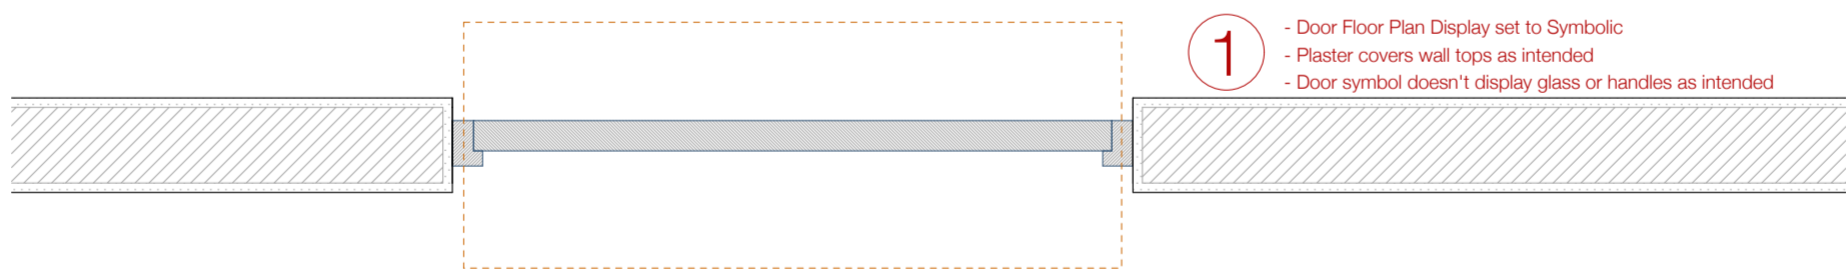 1
- Door Floor Plan Display set to Symbolic
- Plaster covers wall tops as intended
- Door symbol doesn't display glass or handles as intended